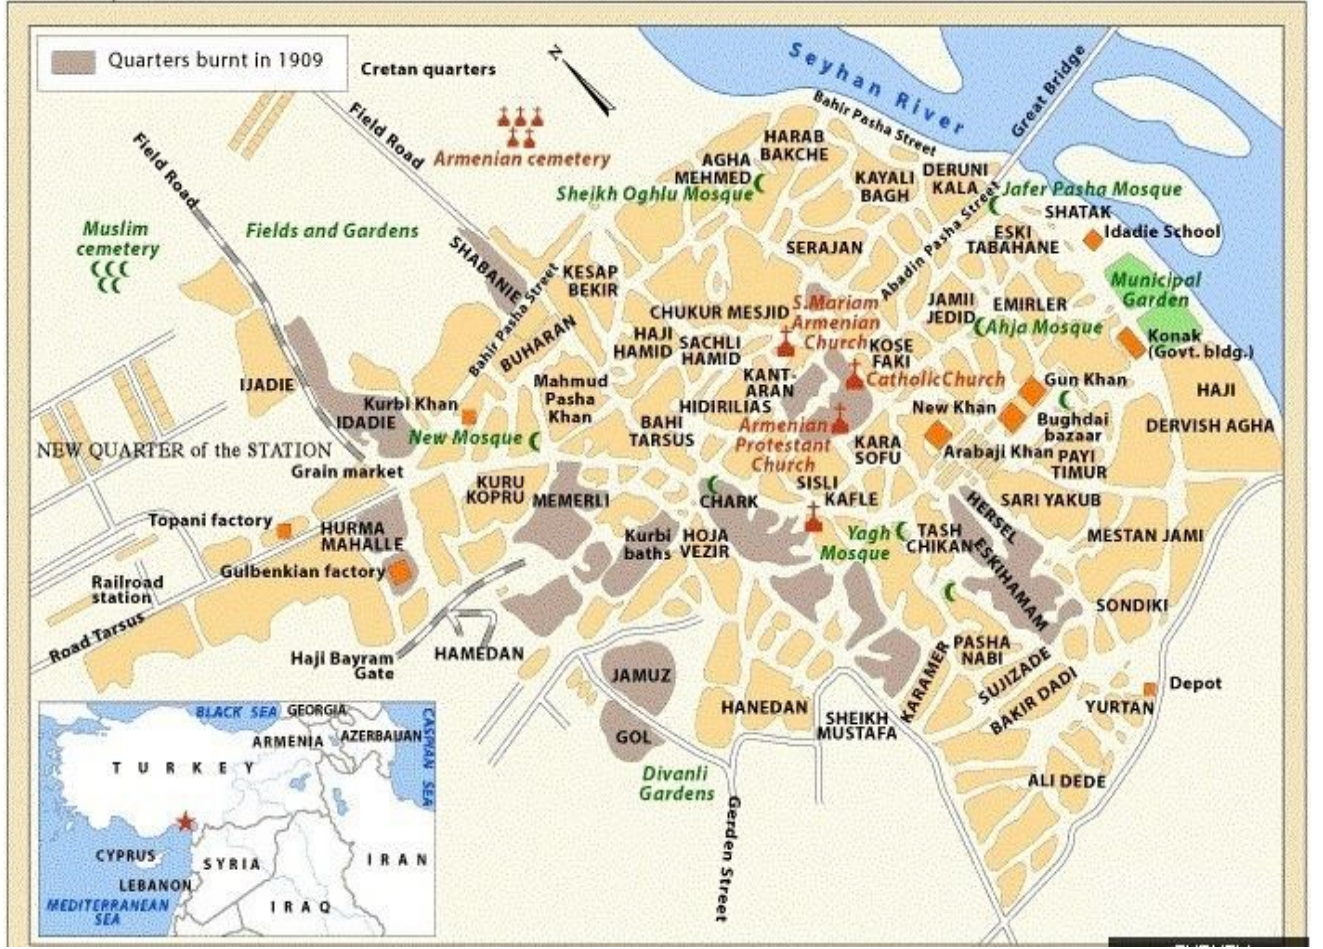 Quarters burnt in 1909
Cretan quarters
N
Seyhan River
Great Bridge
Field Road
Field Road
Bahir Pasha Street
Armenian cemetery
HARAB
BAKCHE
AGHA
MEHMED
Sheikh Oghlu Mosque
KAYALI
BAGH
DERUNI
KALA
Jafer Pasha Mosque
SHATAK
Idadie School
Muslim
cemetery
Fields and Gardens
SHABANIE
KESAP
BEKIR
SERAJAN
Abadin Pasha Street
ESKI
TABAHANE
Municipal
Garden
Bahir Pasha Street
BUHARAN
CHUKUR MESJID
S.Mariam
Armenian
Church
JAMII
JEDID
EMIRLER
Ahja Mosque
Konak
(Govt. bldg.)
HAJI
HAMID
SACHLI
HAMID
KOSE
FAKI
IJADIE
Mahmud
Pasha
Khan
KANT-
ARAN
CatholicChurch
Gun Khan
HAJI
Kurbi Khan
IDADIE
HIDIRILIAS
New Khan
Bughdai
bazaar
DERVISH AGHA
NEW QUARTER of the STATION
New Mosque
BAHI
TARSUS
Armenian
Protestant
Church
KARA
SOFU
Arabaji Khan
PAYI
TIMUR
Grain market
KURU
KOPRU
MEMERLI
CHARK
SISLI
KAFLE
HERSEL
SARI YAKUB
Topani factory
HURMA
MAHALLE
Kurbi
baths
HOJA
VEZIR
Yagh
Mosque
TASH
CHIKAN
ESKIHAMAM
MESTAN JAMI
Gulbenkian factory
Railroad
station
SONDIKI
Road Tarsus
Haji Bayram
Gate
HAMEDAN
JAMUZ
KARAMER
PASHA
NABI
SUJIZADE
BAKIR DADI
Depot
YURTAN
HANEDAN
SHEIKH
MUSTAFA
GOL
Divanli
Gardens
Gerden Street
ALI DEDE
BLACK SEA
GEORGIA
ARMENIA
AZERBAIJAN
CASPIAN SEA
TURKEY
CYPRUS
SYRIA
IRAN
LEBANON
MEDITERRANEAN
SEA
IRAQ